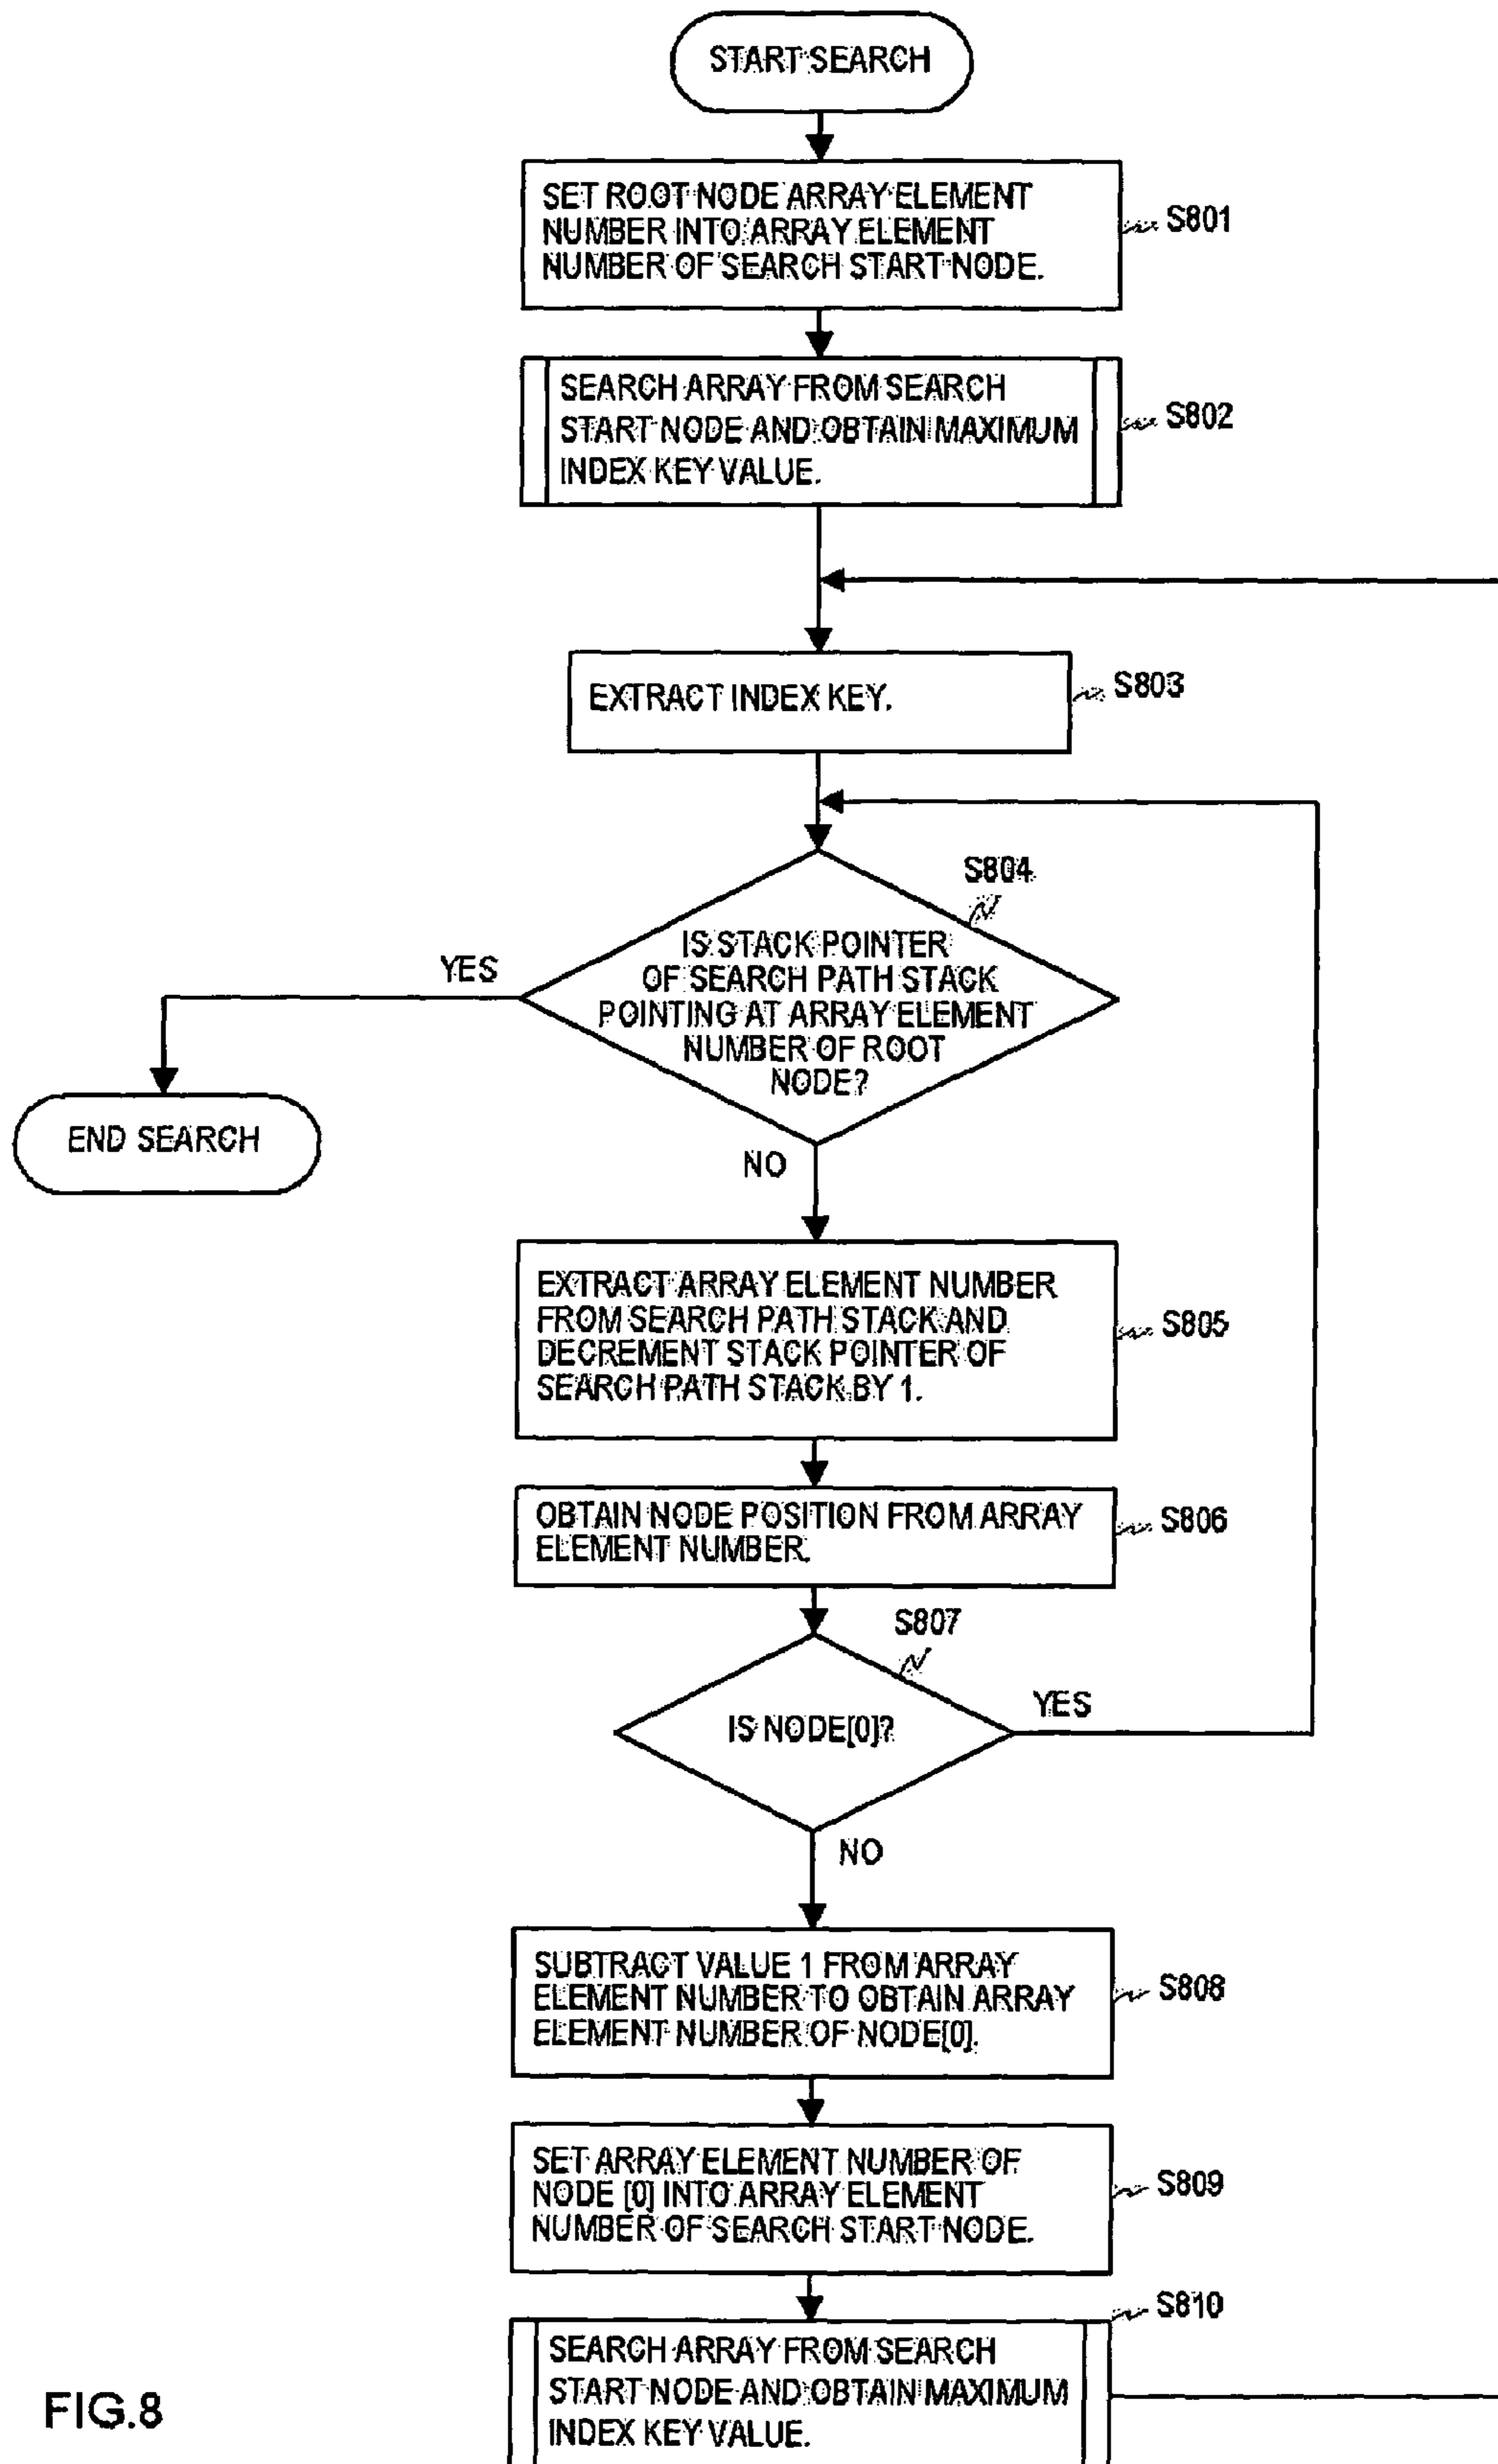 START SEARCH
SET ROOT NODE ARRAY ELEMENT
NUMBER INTO ARRAY ELEMENT
NUMBER OF SEARCH START NODE.
S801
SEARCH ARRAY FROM SEARCH
START NODE AND OBTAIN MAXIMUM
INDEX KEY VALUE.
S802
EXTRACT INDEX KEY.
S803
S804
IS STACK POINTER
OF SEARCH PATH STACK
POINTING AT ARRAY ELEMENT
NUMBER OF ROOT
NODE?
YES
END SEARCH
NO
EXTRACT ARRAY ELEMENT NUMBER
FROM SEARCH PATH STACK AND
DECREMENT STACK POINTER OF
SEARCH PATH STACK BY 1.
S805
OBTAIN NODE POSITION FROM ARRAY
ELEMENT NUMBER.
S806
S807
IS NODE[0]?
YES
NO
SUBTRACT VALUE 1 FROM ARRAY
ELEMENT NUMBER TO OBTAIN ARRAY
ELEMENT NUMBER OF NODE[0].
S808
SET ARRAY ELEMENT NUMBER OF
NODE [0] INTO ARRAY ELEMENT
NUMBER OF SEARCH START NODE.
S809
S810
SEARCH ARRAY FROM SEARCH
START NODE AND OBTAIN MAXIMUM
INDEX KEY VALUE.
FIG.8